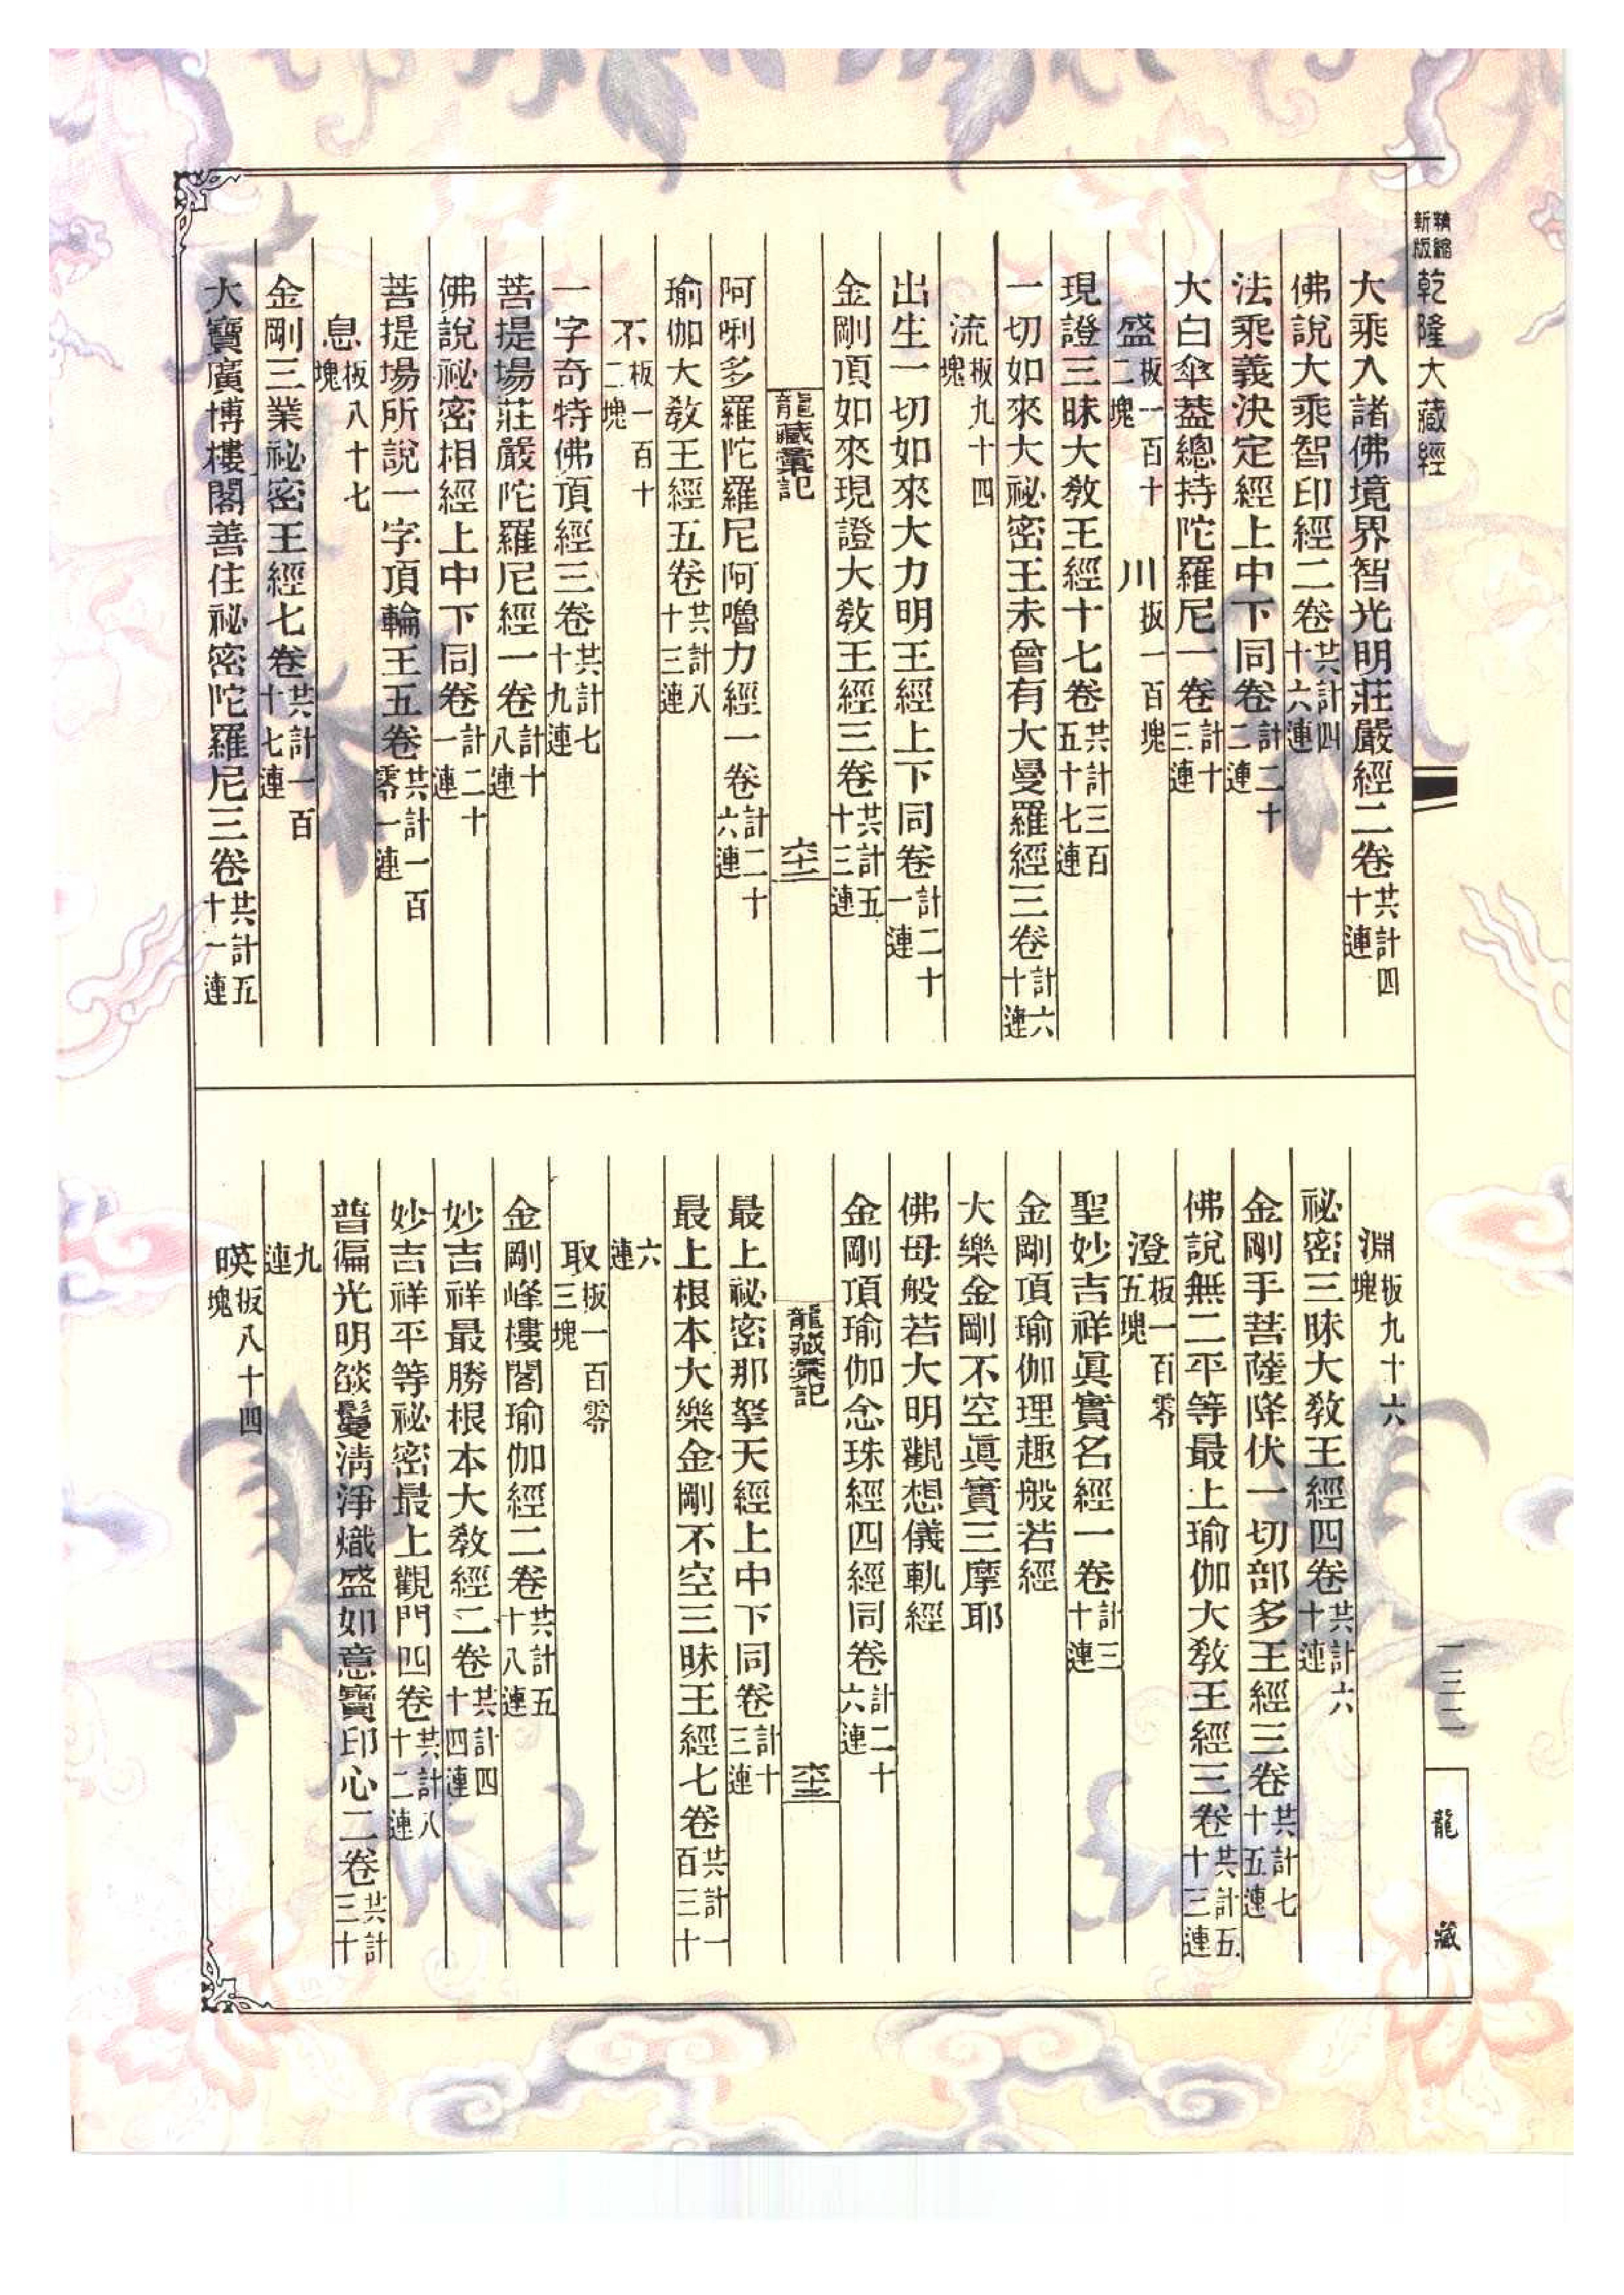 精縮新版 乾隆大藏經
大乘入諸佛境界智光明莊嚴經二卷共計四十連
佛說大乘智印經二卷共計四十六連
法乘義決定經上中下同卷計二十二連
大白傘蓋總持陀羅尼一卷計十三連
盛板一百十二塊 川板一百塊
現證三昧大敎王經十七卷共計三百五十七連
一切如來大祕密王未曾有大曼羅經三卷計六十連
流板九十四塊
出生一切如來大力明王經上下同卷計二十一連
金剛頂如來現證大敎王經三卷共計五十三連
龍藏彙記 六十二
阿唎多羅陀羅尼阿嚕力經一卷計二十六連
瑜伽大敎王經五卷共計八十三連
不板一百十二塊
一字奇特佛頂經三卷共計七十九連
菩提場莊嚴陀羅尼經一卷計十八連
佛說祕密相經上中下同卷計二十一連
菩提場所說一字頂輪王五卷共計一百零一連
息板八十七塊
金剛三業祕密王經七卷共計一百十七連
大寶廣博樓閣善住祕密陀羅尼三卷共計五十一連
淵板九十六塊
祕密三昧大敎王經四卷共計六十連
金剛手菩薩降伏一切部多王經三卷共計七十五連
佛說無二平等最上瑜伽大敎王經三卷共計五十三連
澄板一百零五塊
聖妙吉祥眞實名經一卷計三十連
金剛頂瑜伽理趣般若經
大樂金剛不空眞實三摩耶
佛母般若大明觀想儀軌經
金剛頂瑜伽念珠經四經同卷計二十六連
龍藏彙記
最上祕密那拏天經上中下同卷計十三連
最上根本大樂金剛不空三昧王經七卷共計一百三十
六連
取板一百零三塊
金剛峰樓閣瑜伽經二卷共計五十八連
妙吉祥最勝根本大敎經二卷共計四十四連
妙吉祥平等祕密最上觀門四卷共計八十二連
普徧光明燄鬘淸淨熾盛如意寶印心二卷共計三十
九連
暎板八十四塊
一三二
龍藏